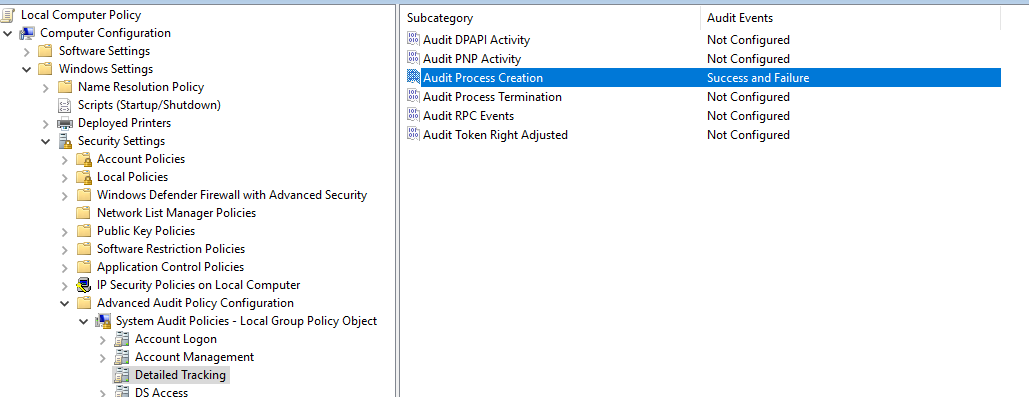 Local Computer Policy
Computer Configuration
Software Settings
Windows Settings
Name Resolution Policy
Scripts (Startup/Shutdown)
Deployed Printers
Security Settings
Account Policies
Local Policies
Windows Defender Firewall with Advanced Security
Network List Manager Policies
Public Key Policies
Software Restriction Policies
Application Control Policies
IP Security Policies on Local Computer
Advanced Audit Policy Configuration
System Audit Policies - Local Group Policy Object
Account Logon
Account Management
Detailed Tracking
DS Access
Subcategory Audit Events
Audit DPAPI Activity Not Configured
Audit PNP Activity Not Configured
Audit Process Creation Success and Failure
Audit Process Termination Not Configured
Audit RPC Events Not Configured
Audit Token Right Adjusted Not Configured